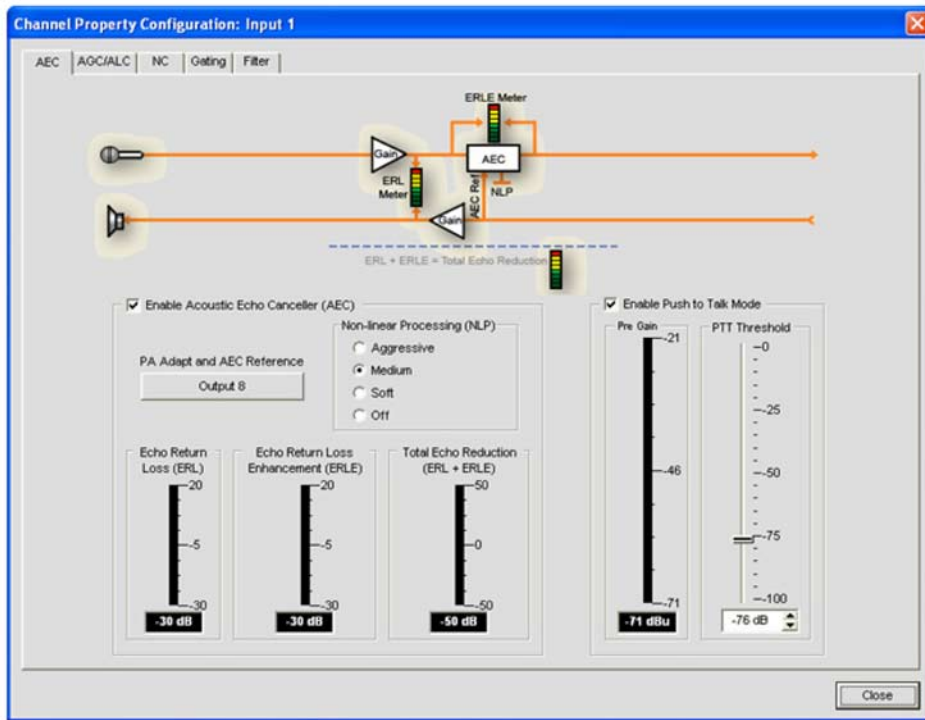 Channel Property Configuration: Input 1
AEC AGC/ALC NC Gating Filter
ERLE Meter
Gain
AEC
ERL
Meter
NLP
AEC Ref
Gain
ERL + ERLE = Total Echo Reduction
Enable Acoustic Echo Canceller (AEC)
PA Adapt and AEC Reference
Output 8
Non-linear Processing (NLP)
Aggressive
Medium
Soft
Off
Echo Return
Loss (ERL)
20
-5
-30
-30 dB
Echo Return Loss
Enhancement (ERLE)
20
-5
-30
-30 dB
Total Echo Reduction
(ERL + ERLE)
50
0
-50
-50 dB
Enable Push to Talk Mode
Pre Gain
-21
-46
-71
-71 dBu
PTT Threshold
0
-25
-50
-75
-100
-76 dB
Close